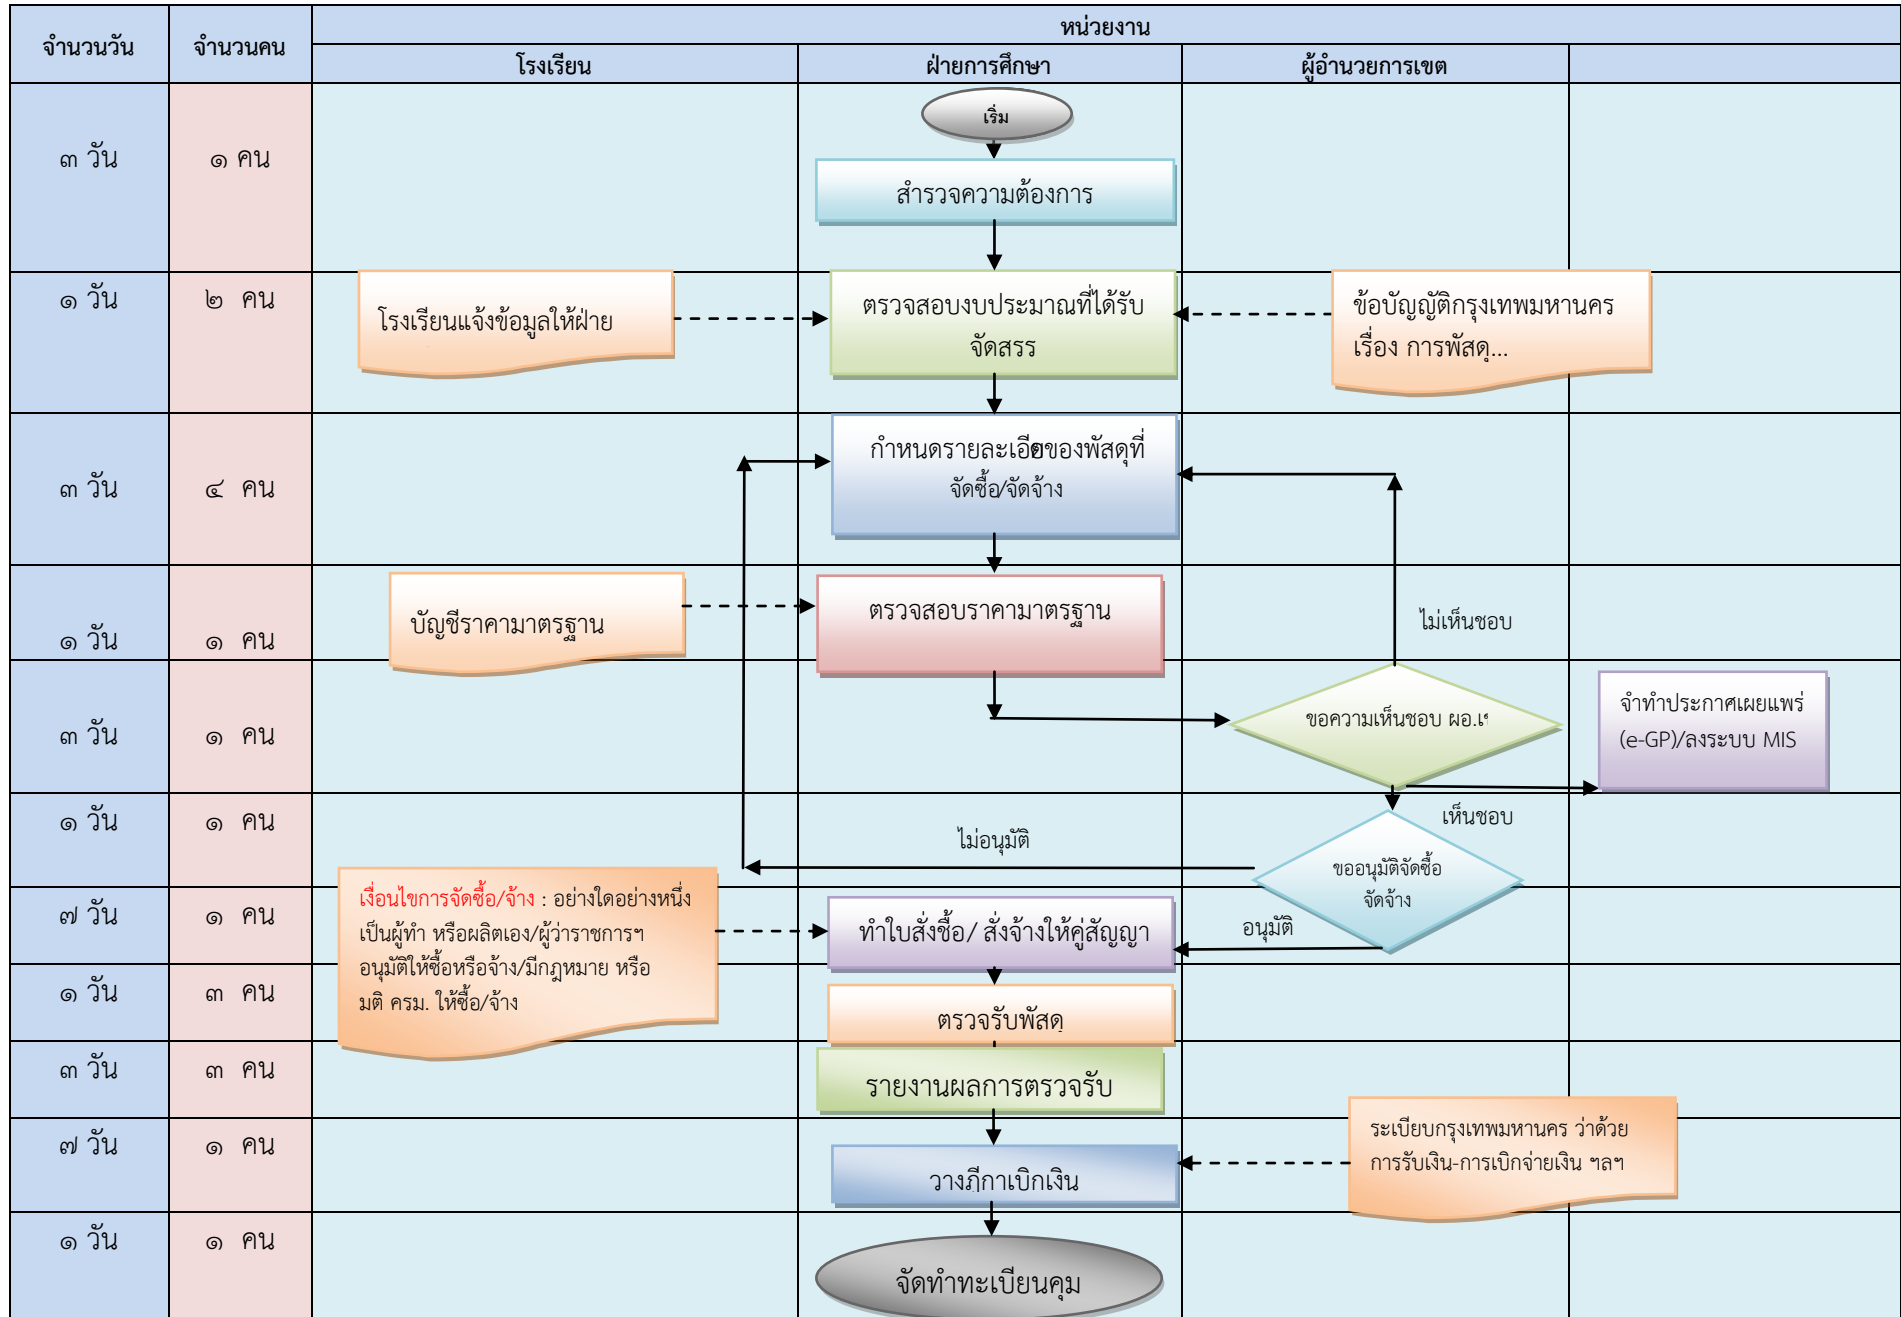 หน่วยงาน
จำนวนวัน
จำนวนคน
โรงเรียน
ฝ่ายการศึกษา
ผู้อำนวยการเขต
เริ่ม
๓ วัน
๑ คน
สำรวจความต้องการ
๑ วัน
๒ คน
โรงเรียนแจ้งข้อมูลให้ฝ่าย
ตรวจสอบงบประมาณที่ได้รับ
จัดสรร
ข้อบัญญัติกรุงเทพมหานคร
เรื่อง การพัสดุ...
๓ วัน
๔ คน
กำหนดรายละเอียดของพัสดุที่
จัดซื้อ/จัดจ้าง
๑ วัน
๑ คน
บัญชีราคามาตรฐาน
ตรวจสอบราคามาตรฐาน
ไม่เห็นชอบ
๓ วัน
๑ คน
ขอความเห็นชอบ ผอ.
จำทำประกาศเผยแพร่
(e-GP)/ลงระบบ MIS
๑ วัน
๑ คน
เห็นชอบ
ไม่อนุมัติ
ขออนุมัติจัดซื้อ
จัดจ้าง
๗ วัน
๑ คน
เงื่อนไขการจัดซื้อ/จ้าง : อย่างใดอย่างหนึ่ง
เป็นผู้ทำ หรือผลิตเอง/ผู้ว่าราชการฯ
อนุมัติให้ซื้อหรือจ้าง/มีกฎหมาย หรือ
มติ ครม. ให้ซื้อ/จ้าง
ทำใบสั่งซื้อ/ สั่งจ้างให้คู่สัญญา
อนุมัติ
๑ วัน
๓ คน
ตรวจรับพัสดุ
๓ วัน
๓ คน
รายงานผลการตรวจรับ
๗ วัน
๑ คน
วางฎีกาเบิกเงิน
ระเบียบกรุงเทพมหานคร ว่าด้วย
การรับเงิน-การเบิกจ่ายเงิน ฯลฯ
๑ วัน
๑ คน
จัดทำทะเบียนคุม